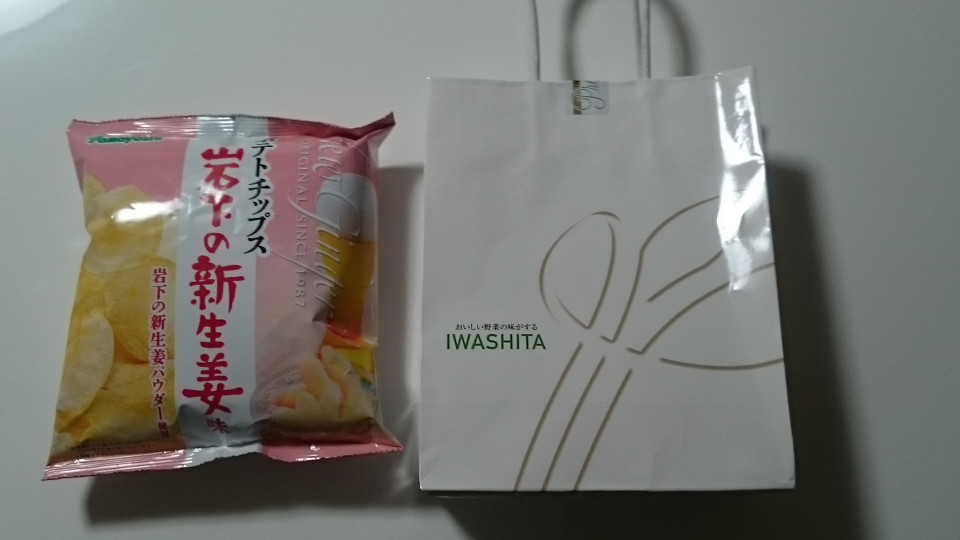 テトチップス
岩下の新生姜味
岩下の新生姜パウダー使用
ORIGINAL SINCE 1987
おいしい野菜の味がする
IWASHITA